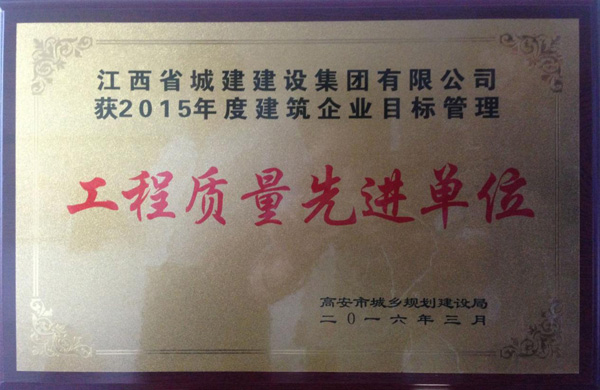 江西省城建建设集团有限公司
获2015年度建筑企业目标管理
工程质量先进单位
高安市城乡规划建设局
二〇一六年三月